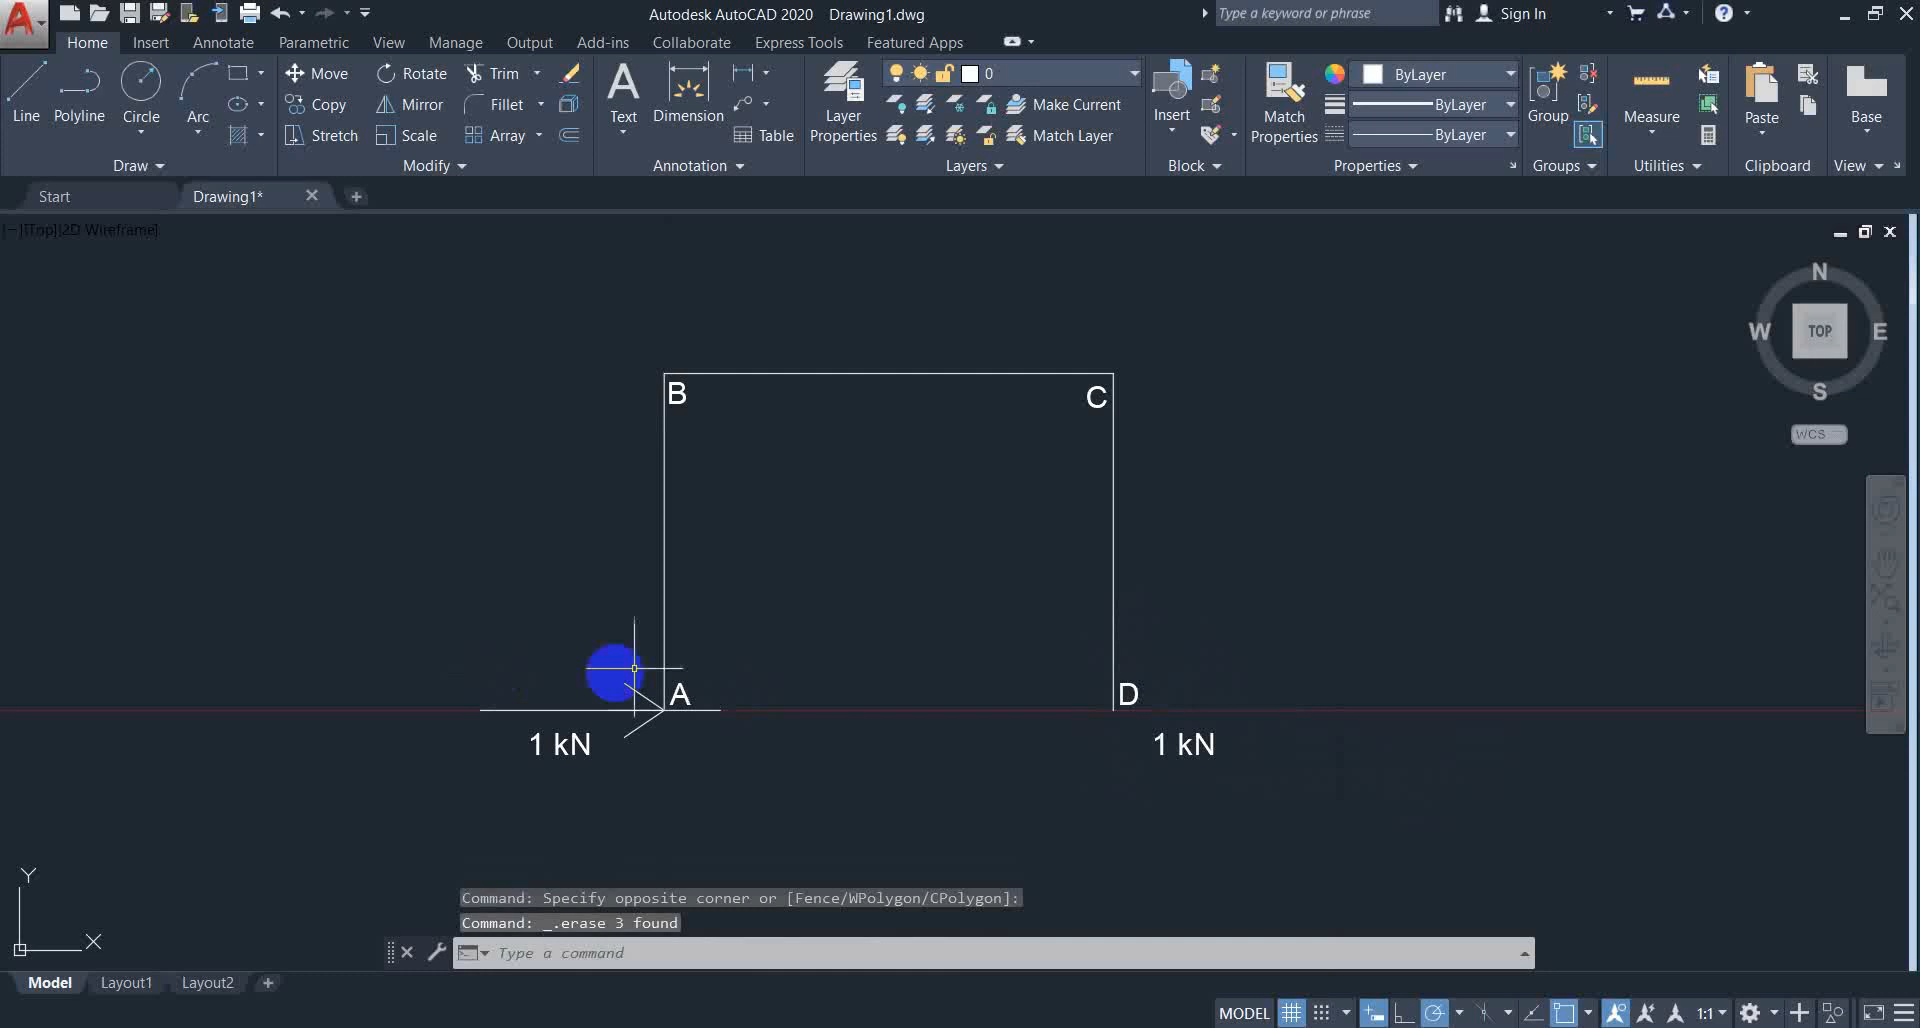 Autodesk AutoCAD 2020 Drawing1.dwg
Type a keyword or phrase
Sign In
Home Insert Annotate Parametric View Manage Output Add-ins Collaborate Express Tools Featured Apps
Line Polyline Circle Arc
Move Rotate Trim
Copy Mirror Fillet
Stretch Scale Array
Text Dimension Table
Layer Properties
0
Make Current
Match Layer
Insert
Match Properties
ByLayer
ByLayer
ByLayer
Group
Measure
Paste
Base
Draw Modify Annotation Layers Block Properties Groups Utilities Clipboard View
Start Drawing1*
[−][Top][2D Wireframe]
N
W TOP E
S
WCS
B C
A D
1 kN 1 kN
Y
X
Command: Specify opposite corner or [Fence/WPolygon/CPolygon]:
Command: _.erase 3 found
Type a command
Model Layout1 Layout2
MODEL 1:1